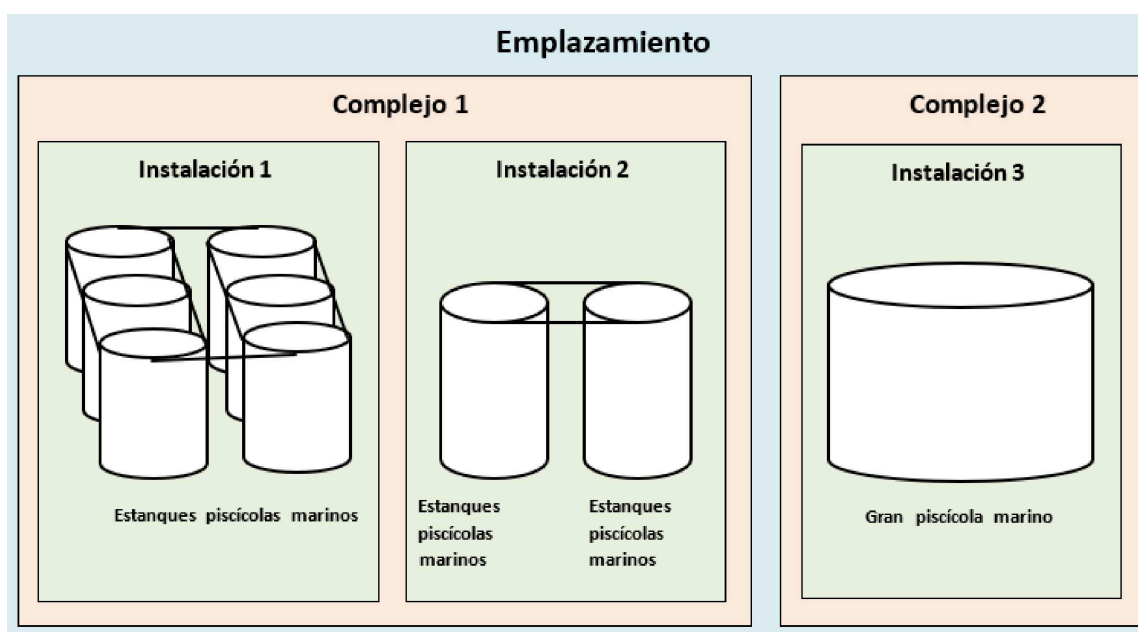 Emplazamiento
Complejo 1
Complejo 2
Instalación 1
Instalación 2
Instalación 3
Estanques piscícolas marinos
Estanques
piscícolas
marinos
Estanques
piscícolas
marinos
Gran piscícola marino